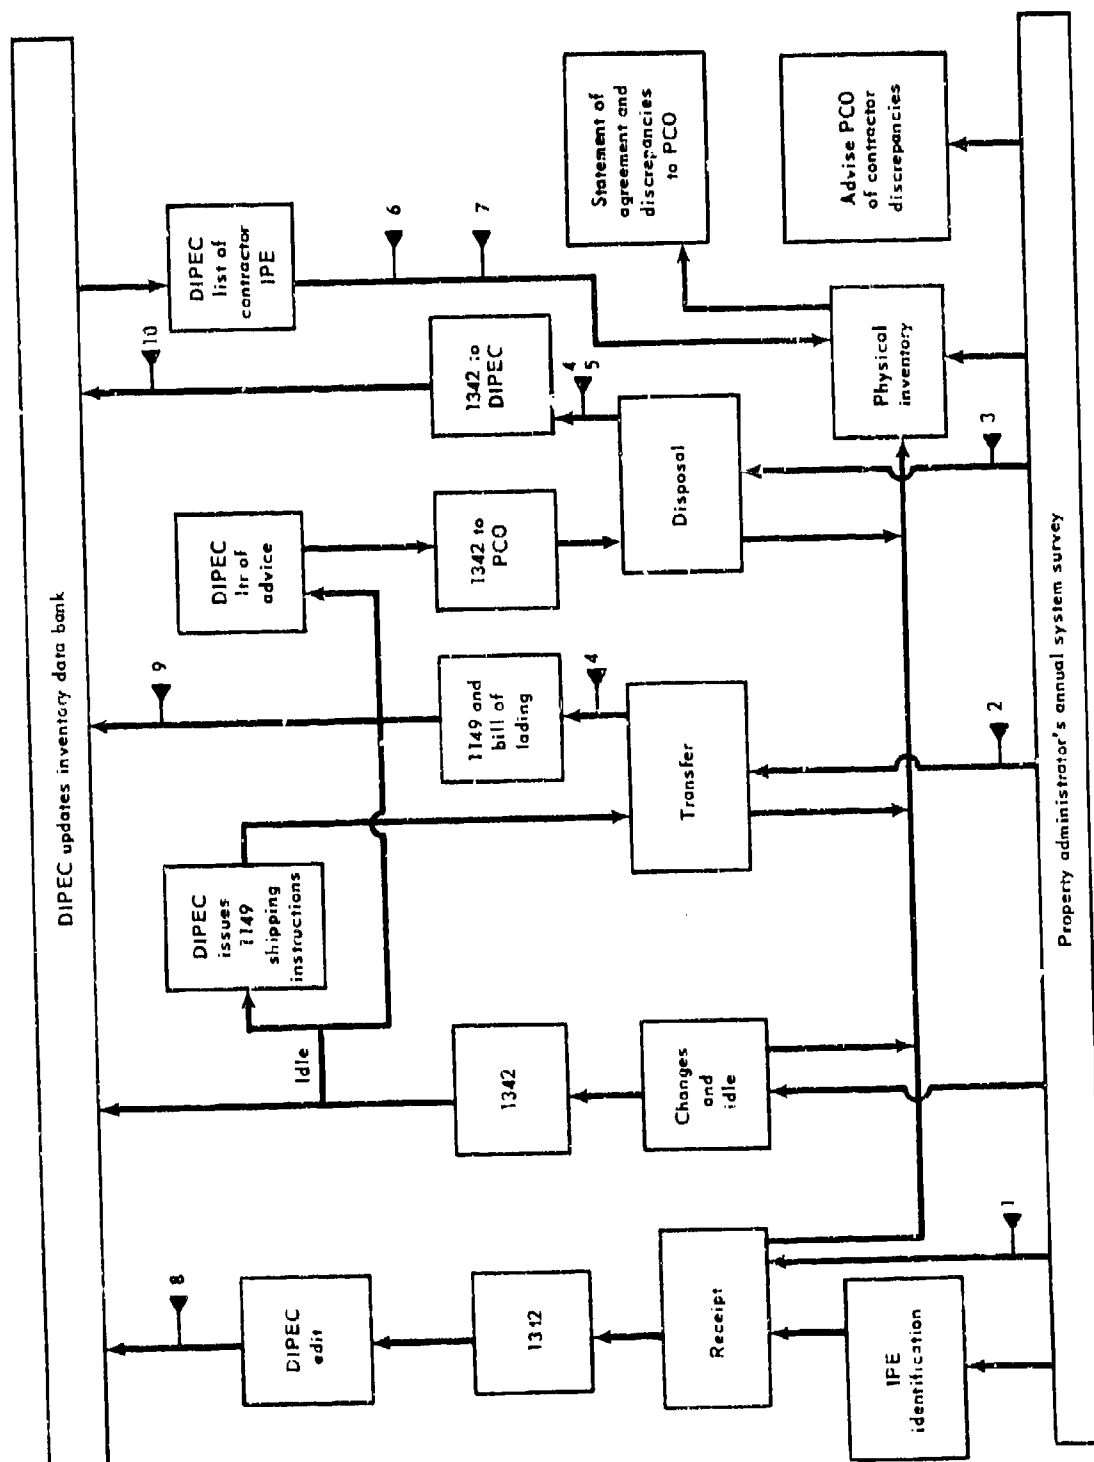 DIPEC updates inventory data bank
8
9
10
DIPEC
edit
Idle
DIPEC
issues
1149
shipping
instructions
DIPEC
ltr of
advice
DIPEC
list of
contractor
IPE
6
7
1342
1342
1149 and
bill of
lading
1342 to
PCO
1342 to
DIPEC
4
4
5
Receipt
Changes
and
idle
Transfer
Disposal
Statement of
agreement and
discrepancies
to PCO
IPE
identification
Physical
inventory
Advise PCO
of contractor
discrepancies
1
2
3
Property administrator's annual system survey